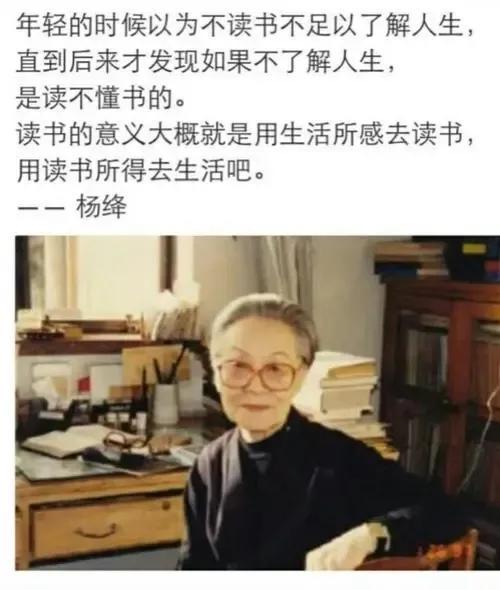 年轻的时候以为不读书不足以了解人生，
直到后来才发现如果不了解人生，
是读不懂书的。
读书的意义大概就是用生活所感去读书，
用读书所得去生活吧。
—— 杨绛